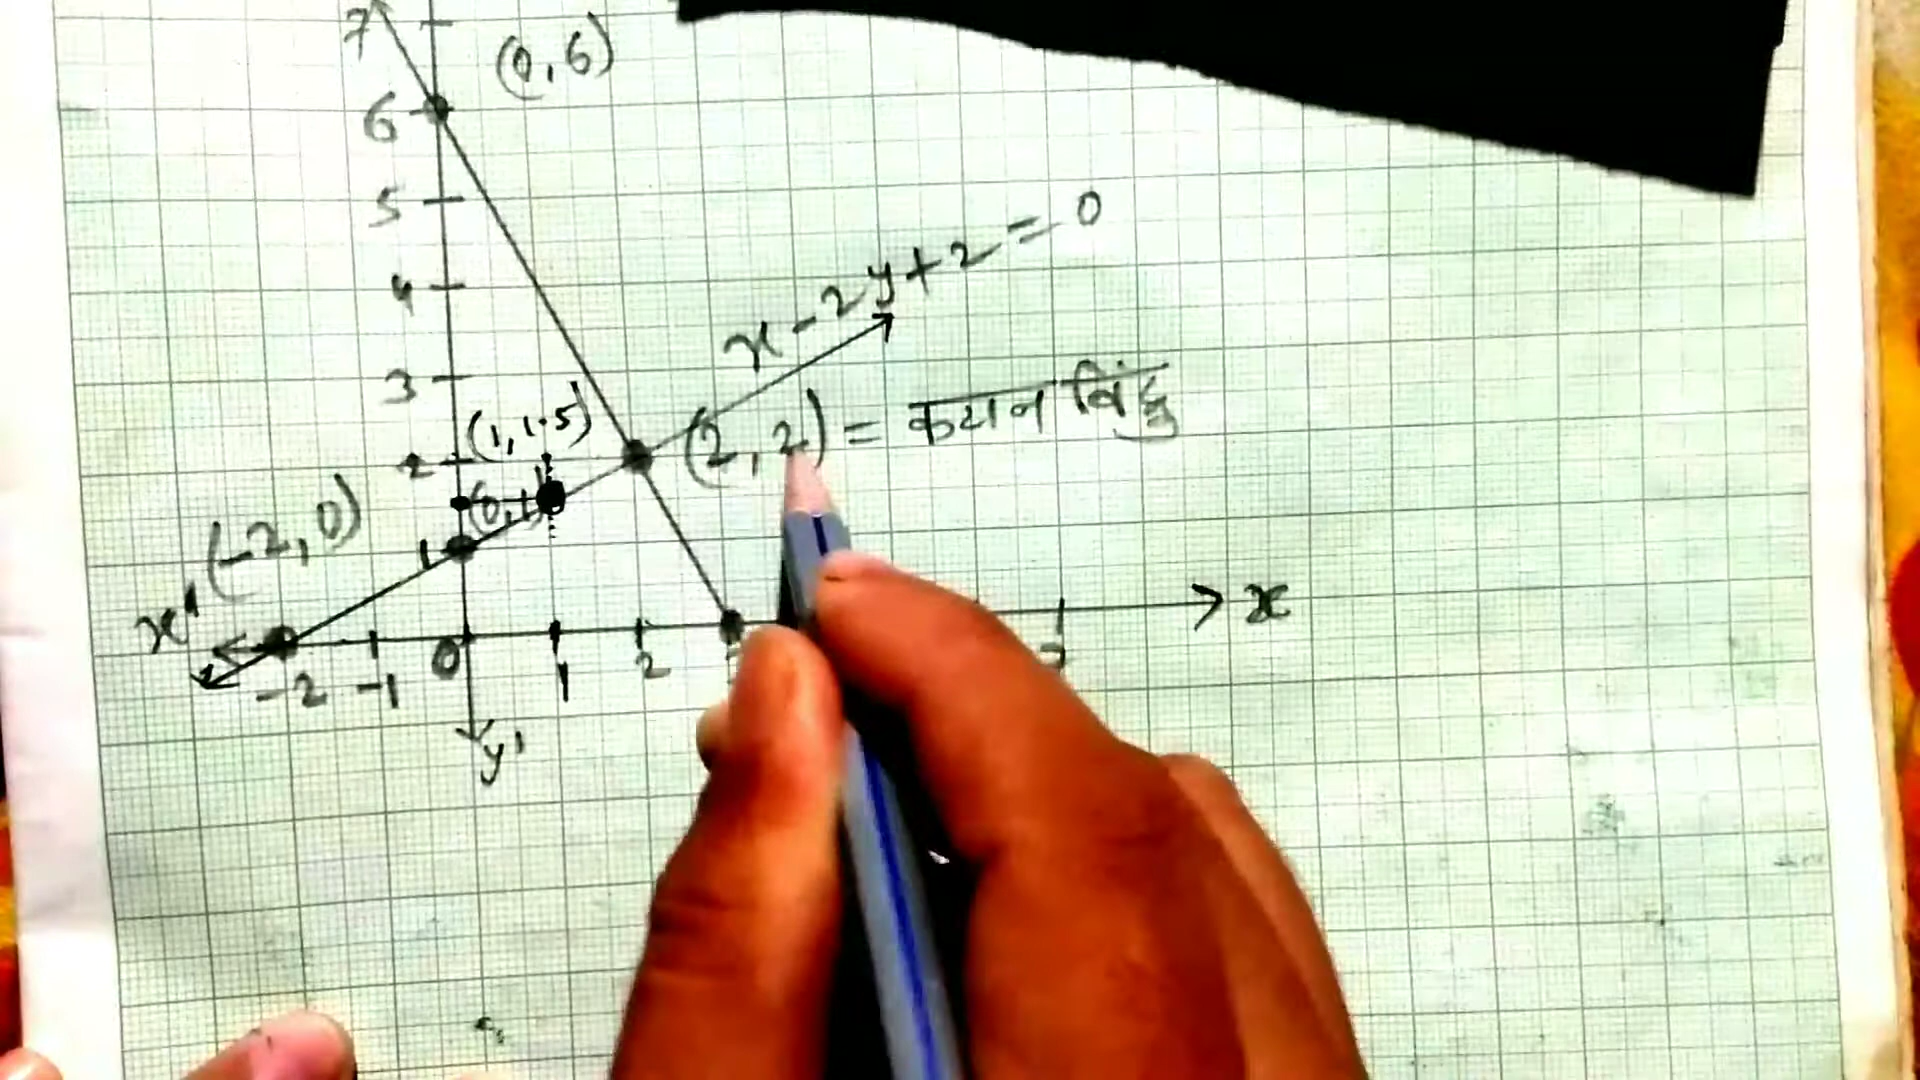 7
(0,6)
6
5
4
x-2y+2=0
3
(1,1.5)
2
(2,2) = कटान बिंदु
(0,1)
(-2,0)
1
x'
x
-2 -1 0 1 2
y'